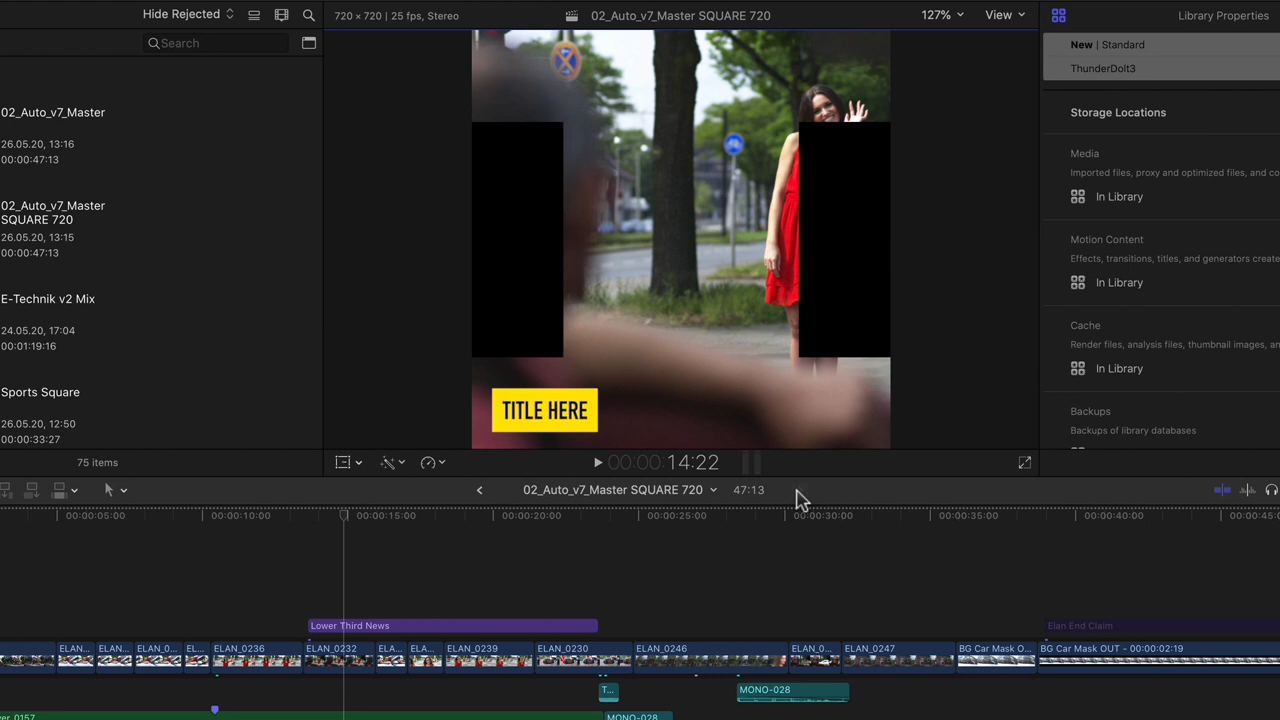 Hide Rejected
720 × 720 | 25 fps, Stereo
02_Auto_v7_Master SQUARE 720
127%
View
Library Properties
Search
New | Standard
ThunderDolt3
02_Auto_v7_Master
26.05.20, 13:16
00:00:47:13
02_Auto_v7_Master
SQUARE 720
26.05.20, 13:15
00:00:47:13
E-Technik v2 Mix
24.05.20, 17:04
00:01:19:16
Sports Square
26.05.20, 12:50
00:00:33:27
75 items
Storage Locations
Media
Imported files, proxy and optimized files, and co
In Library
Motion Content
Effects, transitions, titles, and generators create
In Library
Cache
Render files, analysis files, thumbnail images, an
In Library
Backups
Backups of library databases
TITLE HERE
00:00:14:22
02_Auto_v7_Master SQUARE 720
47:13
00:00:05:00
00:00:10:00
00:00:15:00
00:00:20:00
00:00:25:00
00:00:30:00
00:00:35:00
00:00:40:00
00:00:45:0
Lower Third News
Elan End Claim
ELAN...
ELAN...
ELAN_0...
EL...
ELAN_0236
ELAN_0232
ELA...
ELA...
ELAN_0239
ELAN_0230
ELAN_0246
ELAN_0...
ELAN_0247
BG Car Mask O...
BG Car Mask OUT - 00:00:02:19
T...
MONO-028
ver_0157
MONO-028